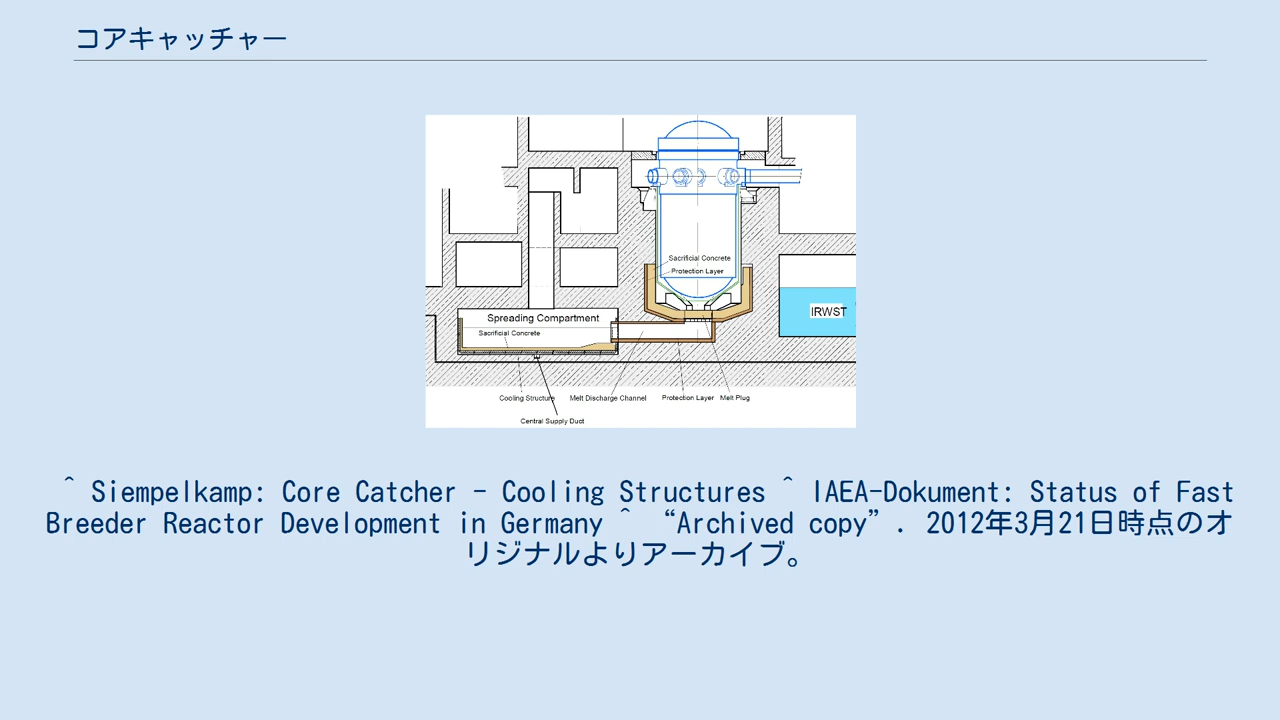 コアキャッチャー
Sacrificial Concrete
Protection Layer
IRWST
Spreading Compartment
Sacrificial Concrete
Cooling Structure
Melt Discharge Channel
Protection Layer
Melt Plug
Central Supply Duct
^ Siempelkamp: Core Catcher – Cooling Structures ^ IAEA-Dokument: Status of Fast
Breeder Reactor Development in Germany ^ “Archived copy”. 2012年3月21日時点のオ
リジナルよりアーカイブ。